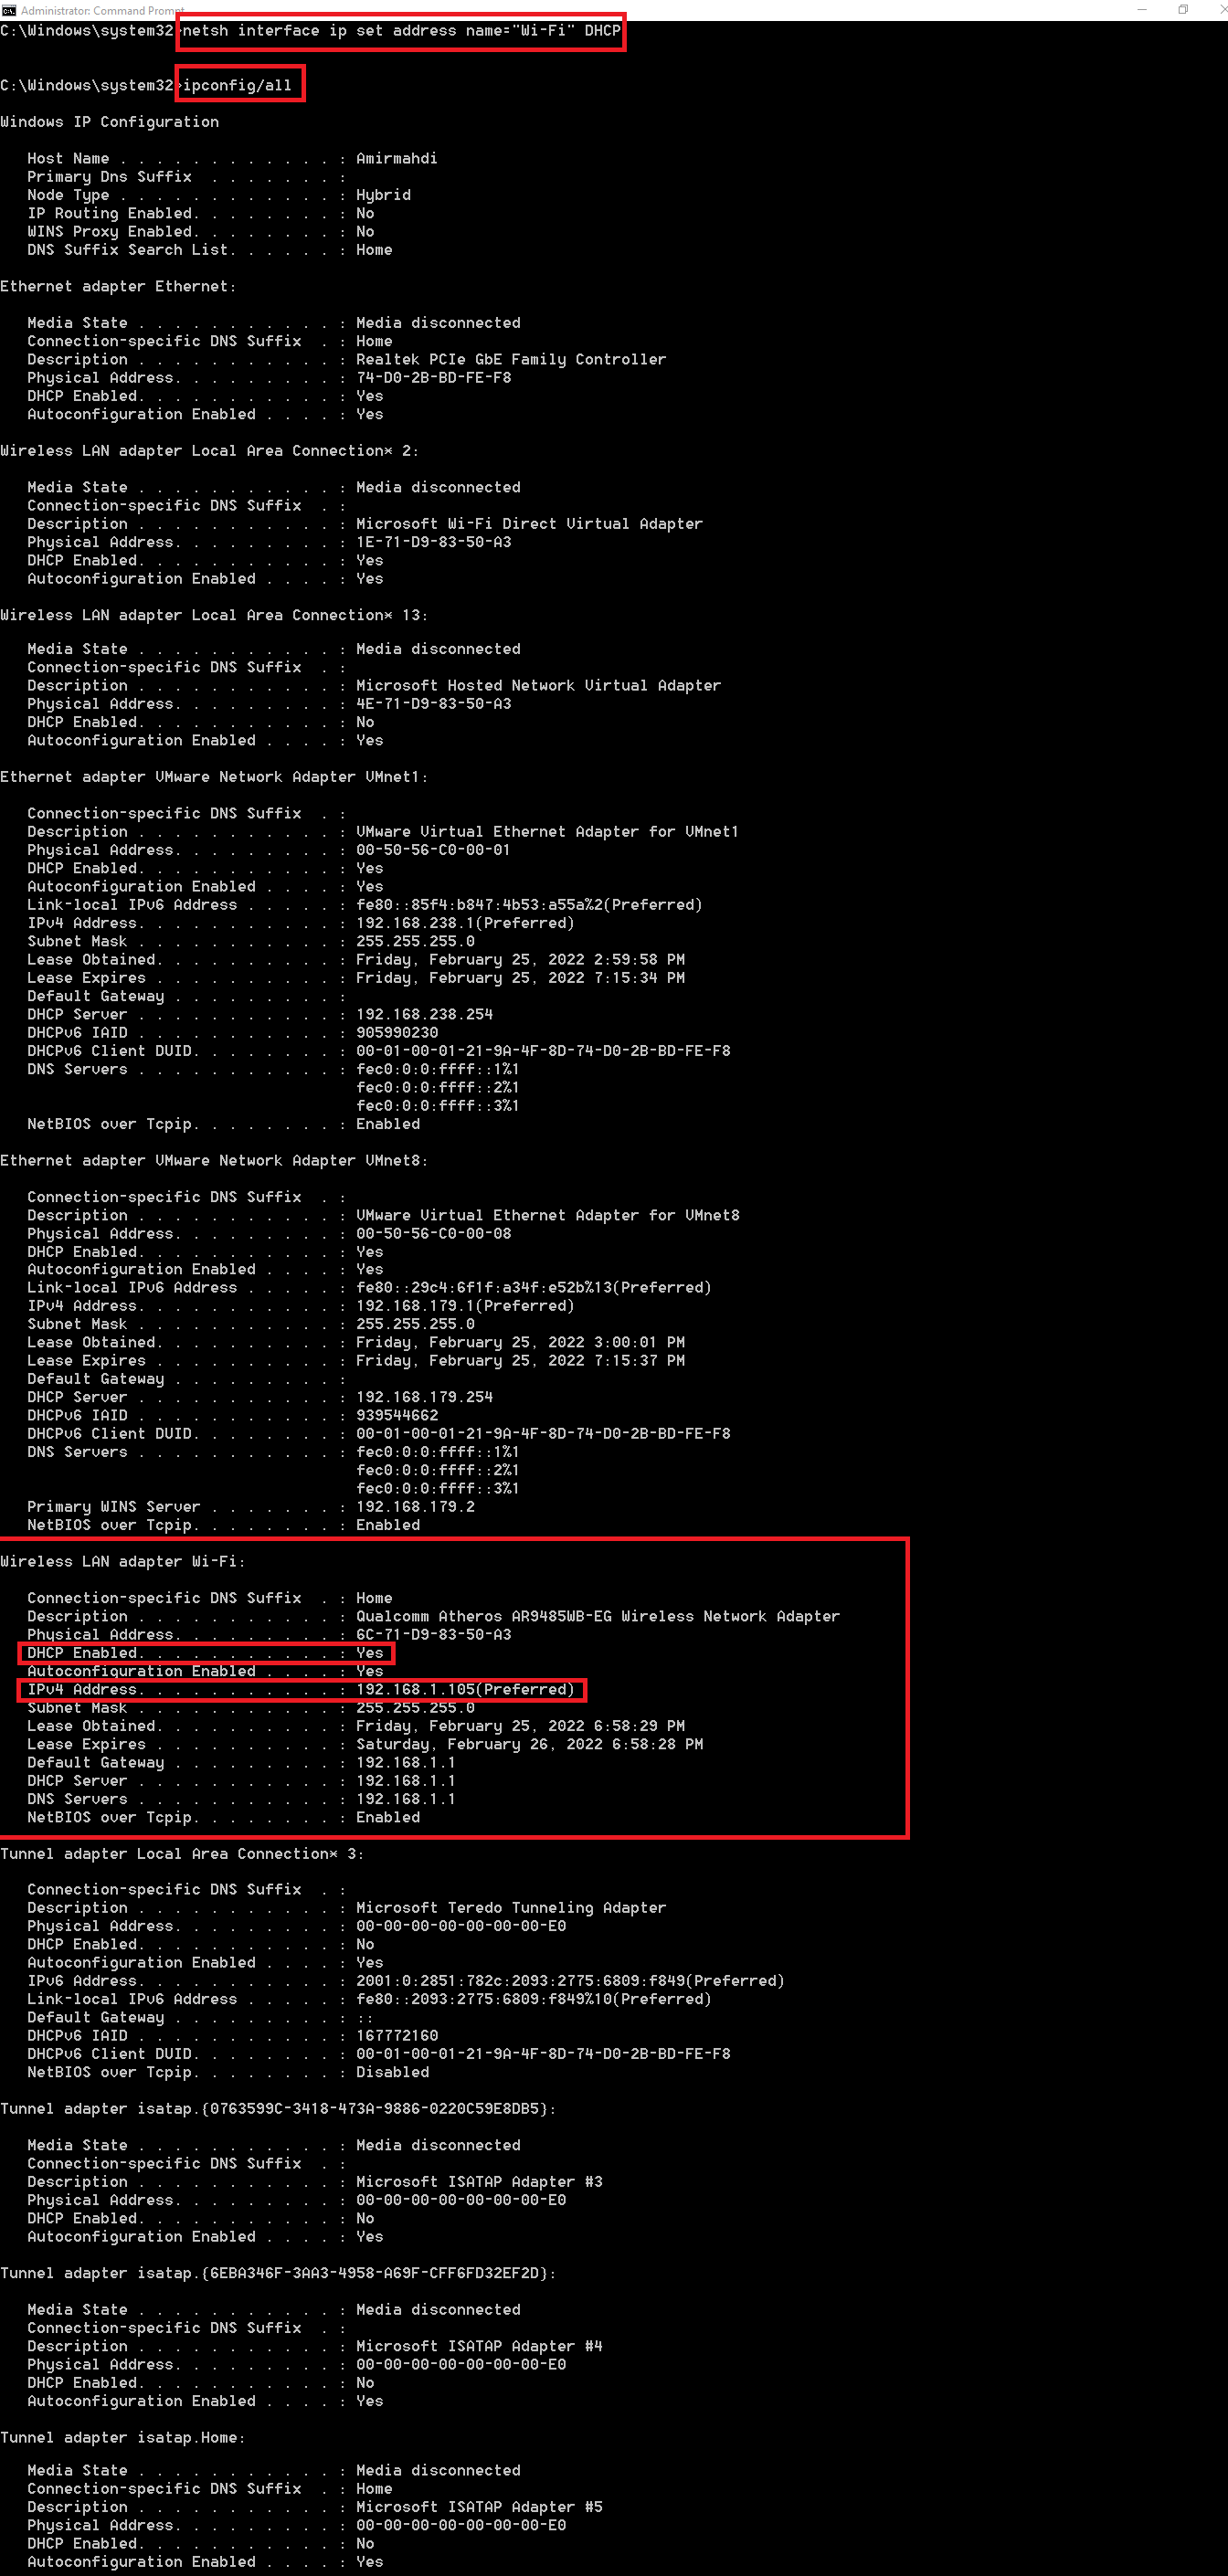 Administrator: Command Prompt
C:\Windows\system32>netsh interface ip set address name="Wi-Fi" DHCP
C:\Windows\system32>ipconfig/all
Windows IP Configuration
Host Name . . . . . . . . . . . . : Amirmahdi
Primary Dns Suffix  . . . . . . . :
Node Type . . . . . . . . . . . . : Hybrid
IP Routing Enabled. . . . . . . . : No
WINS Proxy Enabled. . . . . . . . : No
DNS Suffix Search List. . . . . . : Home
Ethernet adapter Ethernet:
Media State . . . . . . . . . . . : Media disconnected
Connection-specific DNS Suffix  . : Home
Description . . . . . . . . . . . : Realtek PCIe GbE Family Controller
Physical Address. . . . . . . . . : 74-D0-2B-BD-FE-F8
DHCP Enabled. . . . . . . . . . . : Yes
Autoconfiguration Enabled . . . . : Yes
Wireless LAN adapter Local Area Connection* 2:
Media State . . . . . . . . . . . : Media disconnected
Connection-specific DNS Suffix  . :
Description . . . . . . . . . . . : Microsoft Wi-Fi Direct Virtual Adapter
Physical Address. . . . . . . . . : 1E-71-D9-83-50-A3
DHCP Enabled. . . . . . . . . . . : Yes
Autoconfiguration Enabled . . . . : Yes
Wireless LAN adapter Local Area Connection* 13:
Media State . . . . . . . . . . . : Media disconnected
Connection-specific DNS Suffix  . :
Description . . . . . . . . . . . : Microsoft Hosted Network Virtual Adapter
Physical Address. . . . . . . . . : 4E-71-D9-83-50-A3
DHCP Enabled. . . . . . . . . . . : No
Autoconfiguration Enabled . . . . : Yes
Ethernet adapter VMware Network Adapter VMnet1:
Connection-specific DNS Suffix  . :
Description . . . . . . . . . . . : VMware Virtual Ethernet Adapter for VMnet1
Physical Address. . . . . . . . . : 00-50-56-C0-00-01
DHCP Enabled. . . . . . . . . . . : Yes
Autoconfiguration Enabled . . . . : Yes
Link-local IPv6 Address . . . . . : fe80::85f4:b847:4b53:a55a%2(Preferred)
IPv4 Address. . . . . . . . . . . : 192.168.238.1(Preferred)
Subnet Mask . . . . . . . . . . . : 255.255.255.0
Lease Obtained. . . . . . . . . . : Friday, February 25, 2022 2:59:58 PM
Lease Expires . . . . . . . . . . : Friday, February 25, 2022 7:15:34 PM
Default Gateway . . . . . . . . . :
DHCP Server . . . . . . . . . . . : 192.168.238.254
DHCPv6 IAID . . . . . . . . . . . : 905990230
DHCPv6 Client DUID. . . . . . . . : 00-01-00-01-21-9A-4F-8D-74-D0-2B-BD-FE-F8
DNS Servers . . . . . . . . . . . : fec0:0:0:ffff::1%1
fec0:0:0:ffff::2%1
fec0:0:0:ffff::3%1
NetBIOS over Tcpip. . . . . . . . : Enabled
Ethernet adapter VMware Network Adapter VMnet8:
Connection-specific DNS Suffix  . :
Description . . . . . . . . . . . : VMware Virtual Ethernet Adapter for VMnet8
Physical Address. . . . . . . . . : 00-50-56-C0-00-08
DHCP Enabled. . . . . . . . . . . : Yes
Autoconfiguration Enabled . . . . : Yes
Link-local IPv6 Address . . . . . : fe80::29c4:6f1f:a34f:e52b%13(Preferred)
IPv4 Address. . . . . . . . . . . : 192.168.179.1(Preferred)
Subnet Mask . . . . . . . . . . . : 255.255.255.0
Lease Obtained. . . . . . . . . . : Friday, February 25, 2022 3:00:01 PM
Lease Expires . . . . . . . . . . : Friday, February 25, 2022 7:15:37 PM
Default Gateway . . . . . . . . . :
DHCP Server . . . . . . . . . . . : 192.168.179.254
DHCPv6 IAID . . . . . . . . . . . : 939544662
DHCPv6 Client DUID. . . . . . . . : 00-01-00-01-21-9A-4F-8D-74-D0-2B-BD-FE-F8
DNS Servers . . . . . . . . . . . : fec0:0:0:ffff::1%1
fec0:0:0:ffff::2%1
fec0:0:0:ffff::3%1
Primary WINS Server . . . . . . . : 192.168.179.2
NetBIOS over Tcpip. . . . . . . . : Enabled
Wireless LAN adapter Wi-Fi:
Connection-specific DNS Suffix  . : Home
Description . . . . . . . . . . . : Qualcomm Atheros AR9485WB-EG Wireless Network Adapter
Physical Address. . . . . . . . . : 6C-71-D9-83-50-A3
DHCP Enabled. . . . . . . . . . . : Yes
Autoconfiguration Enabled . . . . : Yes
IPv4 Address. . . . . . . . . . . : 192.168.1.105(Preferred)
Subnet Mask . . . . . . . . . . . : 255.255.255.0
Lease Obtained. . . . . . . . . . : Friday, February 25, 2022 6:58:29 PM
Lease Expires . . . . . . . . . . : Saturday, February 26, 2022 6:58:28 PM
Default Gateway . . . . . . . . . : 192.168.1.1
DHCP Server . . . . . . . . . . . : 192.168.1.1
DNS Servers . . . . . . . . . . . : 192.168.1.1
NetBIOS over Tcpip. . . . . . . . : Enabled
Tunnel adapter Local Area Connection* 3:
Connection-specific DNS Suffix  . :
Description . . . . . . . . . . . : Microsoft Teredo Tunneling Adapter
Physical Address. . . . . . . . . : 00-00-00-00-00-00-00-E0
DHCP Enabled. . . . . . . . . . . : No
Autoconfiguration Enabled . . . . : Yes
IPv6 Address. . . . . . . . . . . : 2001:0:2851:782c:2093:2775:6809:f849(Preferred)
Link-local IPv6 Address . . . . . : fe80::2093:2775:6809:f849%10(Preferred)
Default Gateway . . . . . . . . . : ::
DHCPv6 IAID . . . . . . . . . . . : 167772160
DHCPv6 Client DUID. . . . . . . . : 00-01-00-01-21-9A-4F-8D-74-D0-2B-BD-FE-F8
NetBIOS over Tcpip. . . . . . . . : Disabled
Tunnel adapter isatap.{0763599C-3418-473A-9886-0220C59E8DB5}:
Media State . . . . . . . . . . . : Media disconnected
Connection-specific DNS Suffix  . :
Description . . . . . . . . . . . : Microsoft ISATAP Adapter #3
Physical Address. . . . . . . . . : 00-00-00-00-00-00-00-E0
DHCP Enabled. . . . . . . . . . . : No
Autoconfiguration Enabled . . . . : Yes
Tunnel adapter isatap.{6EBA346F-3AA3-4958-A69F-CFF6FD32EF2D}:
Media State . . . . . . . . . . . : Media disconnected
Connection-specific DNS Suffix  . :
Description . . . . . . . . . . . : Microsoft ISATAP Adapter #4
Physical Address. . . . . . . . . : 00-00-00-00-00-00-00-E0
DHCP Enabled. . . . . . . . . . . : No
Autoconfiguration Enabled . . . . : Yes
Tunnel adapter isatap.Home:
Media State . . . . . . . . . . . : Media disconnected
Connection-specific DNS Suffix  . : Home
Description . . . . . . . . . . . : Microsoft ISATAP Adapter #5
Physical Address. . . . . . . . . : 00-00-00-00-00-00-00-E0
DHCP Enabled. . . . . . . . . . . : No
Autoconfiguration Enabled . . . . : Yes